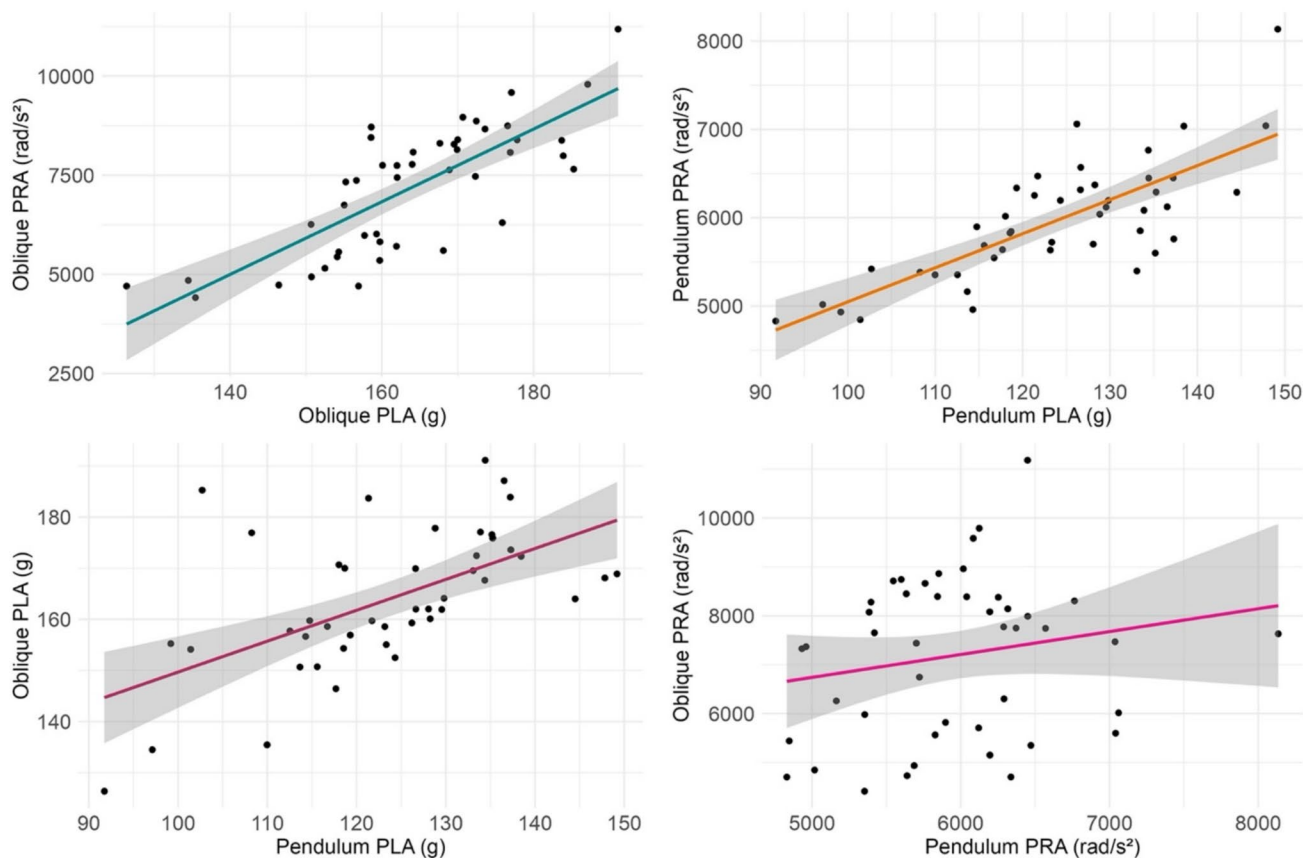 10000
7500
5000
2500
Oblique PRA (rad/s²)
140 160 180
Oblique PLA (g)
8000
7000
6000
5000
Pendulum PRA (rad/s²)
90 100 110 120 130 140 150
Pendulum PLA (g)
180
160
140
Oblique PLA (g)
90 100 110 120 130 140 150
Pendulum PLA (g)
10000
8000
6000
Oblique PRA (rad/s²)
5000 6000 7000 8000
Pendulum PRA (rad/s²)